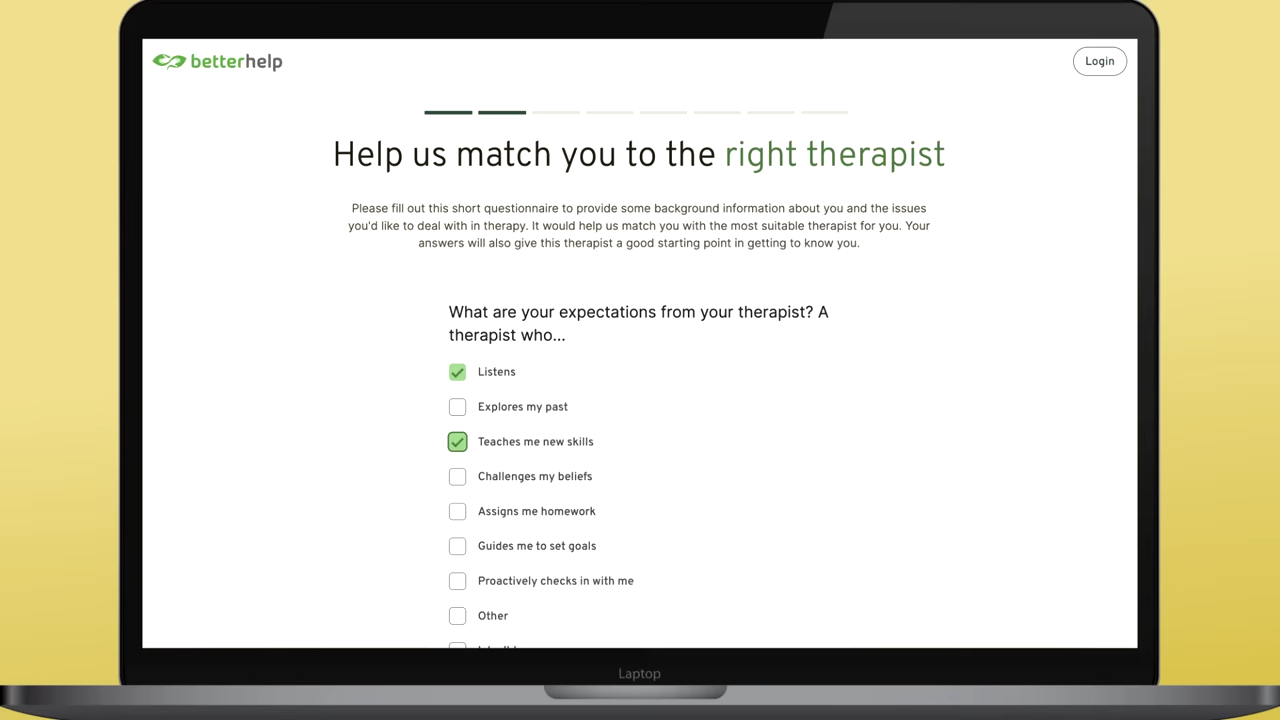 betterhelp
Login
Help us match you to the right therapist
Please fill out this short questionnaire to provide some background information about you and the issues
you'd like to deal with in therapy. It would help us match you with the most suitable therapist for you. Your
answers will also give this therapist a good starting point in getting to know you.
What are your expectations from your therapist? A
therapist who...
Listens
Explores my past
Teaches me new skills
Challenges my beliefs
Assigns me homework
Guides me to set goals
Proactively checks in with me
Other
Laptop